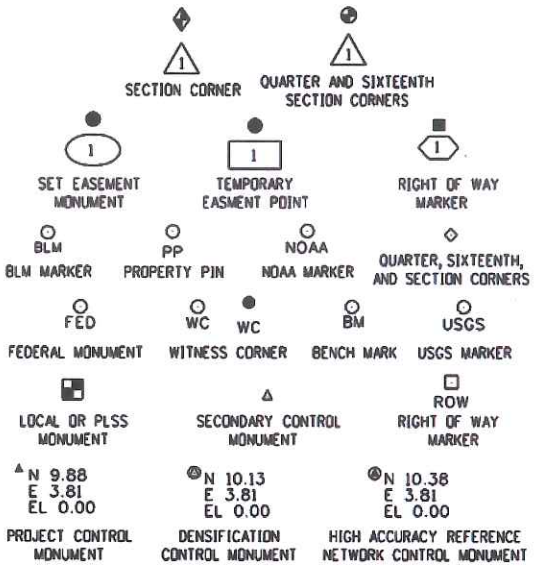 1
1
SECTION CORNER
QUARTER AND SIXTEENTH
SECTION CORNERS
1
1
1
SET EASEMENT
MONUMENT
TEMPORARY
EASMENT POINT
RIGHT OF WAY
MARKER
BLM
PP
NOAA
BLM MARKER
PROPERTY PIN
NOAA MARKER
QUARTER, SIXTEENTH,
AND SECTION CORNERS
FED
WC
WC
BM
USGS
FEDERAL MONUMENT
WITNESS CORNER
BENCH MARK
USGS MARKER
LOCAL OR PLSS
MONUMENT
SECONDARY CONTROL
MONUMENT
ROW
RIGHT OF WAY
MARKER
N 9.88
E 3.81
EL 0.00
PROJECT CONTROL
MONUMENT
N 10.13
E 3.81
EL 0.00
DENSIFICATION
CONTROL MONUMENT
N 10.38
E 3.81
EL 0.00
HIGH ACCURACY REFERENCE
NETWORK CONTROL MONUMENT